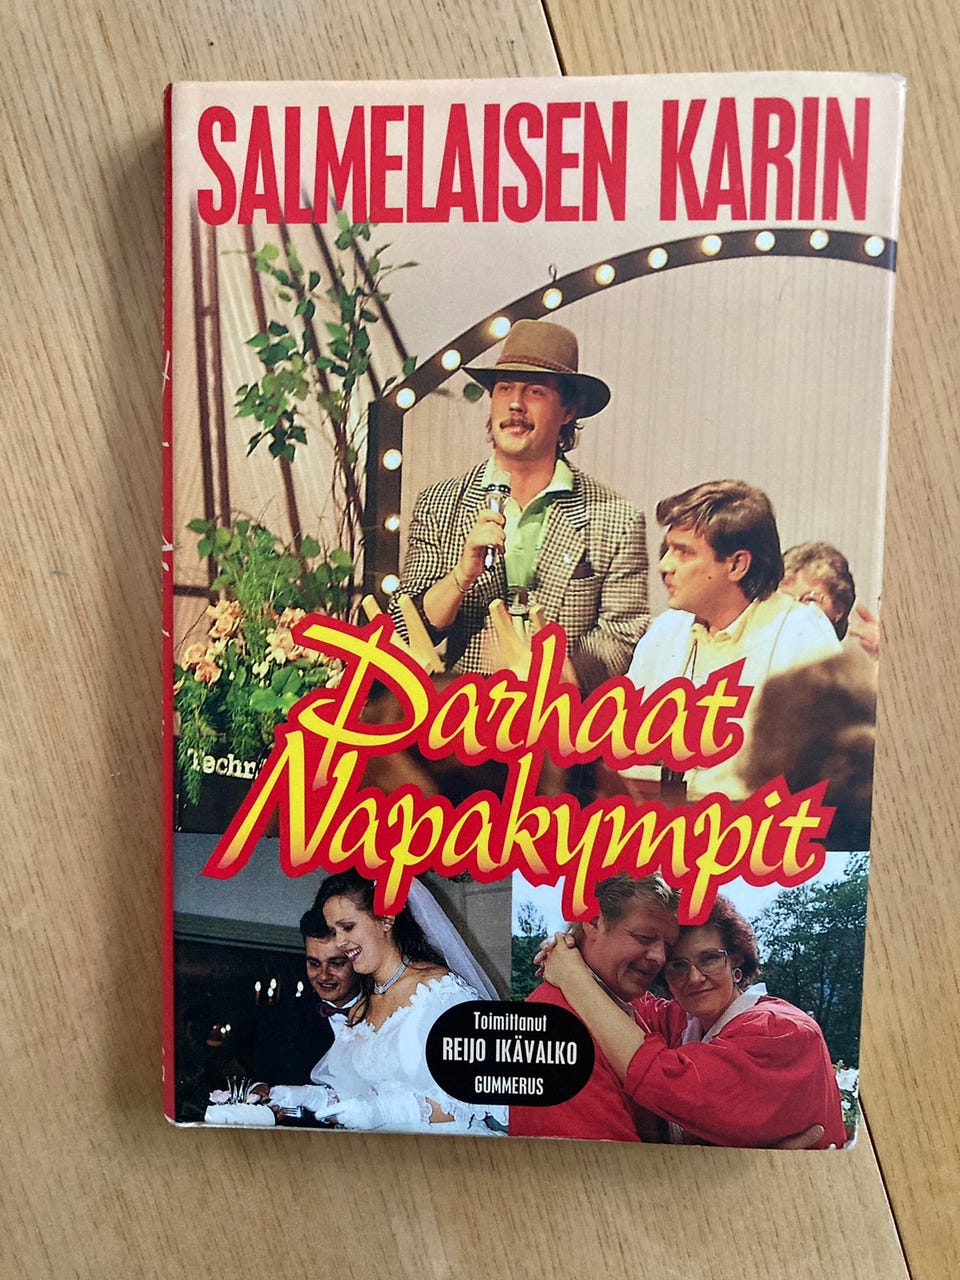 SALMELAISEN KARIN
Parhaat
Napakympit
Toimittanut
REIJO IKÄVALKO
GUMMERUS